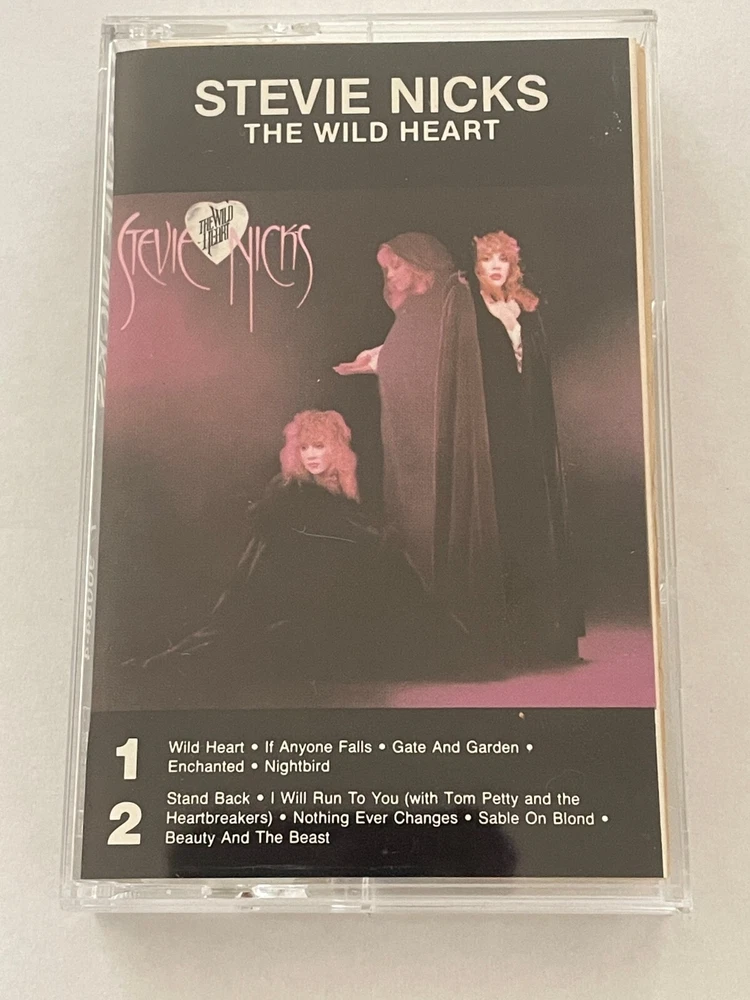 STEVIE NICKS
THE WILD HEART
STEVIE NICKS
THE WILD
HEART
1
Wild Heart • If Anyone Falls • Gate And Garden •
Enchanted • Nightbird
2
Stand Back • I Will Run To You (with Tom Petty and the
Heartbreakers) • Nothing Ever Changes • Sable On Blond •
Beauty And The Beast